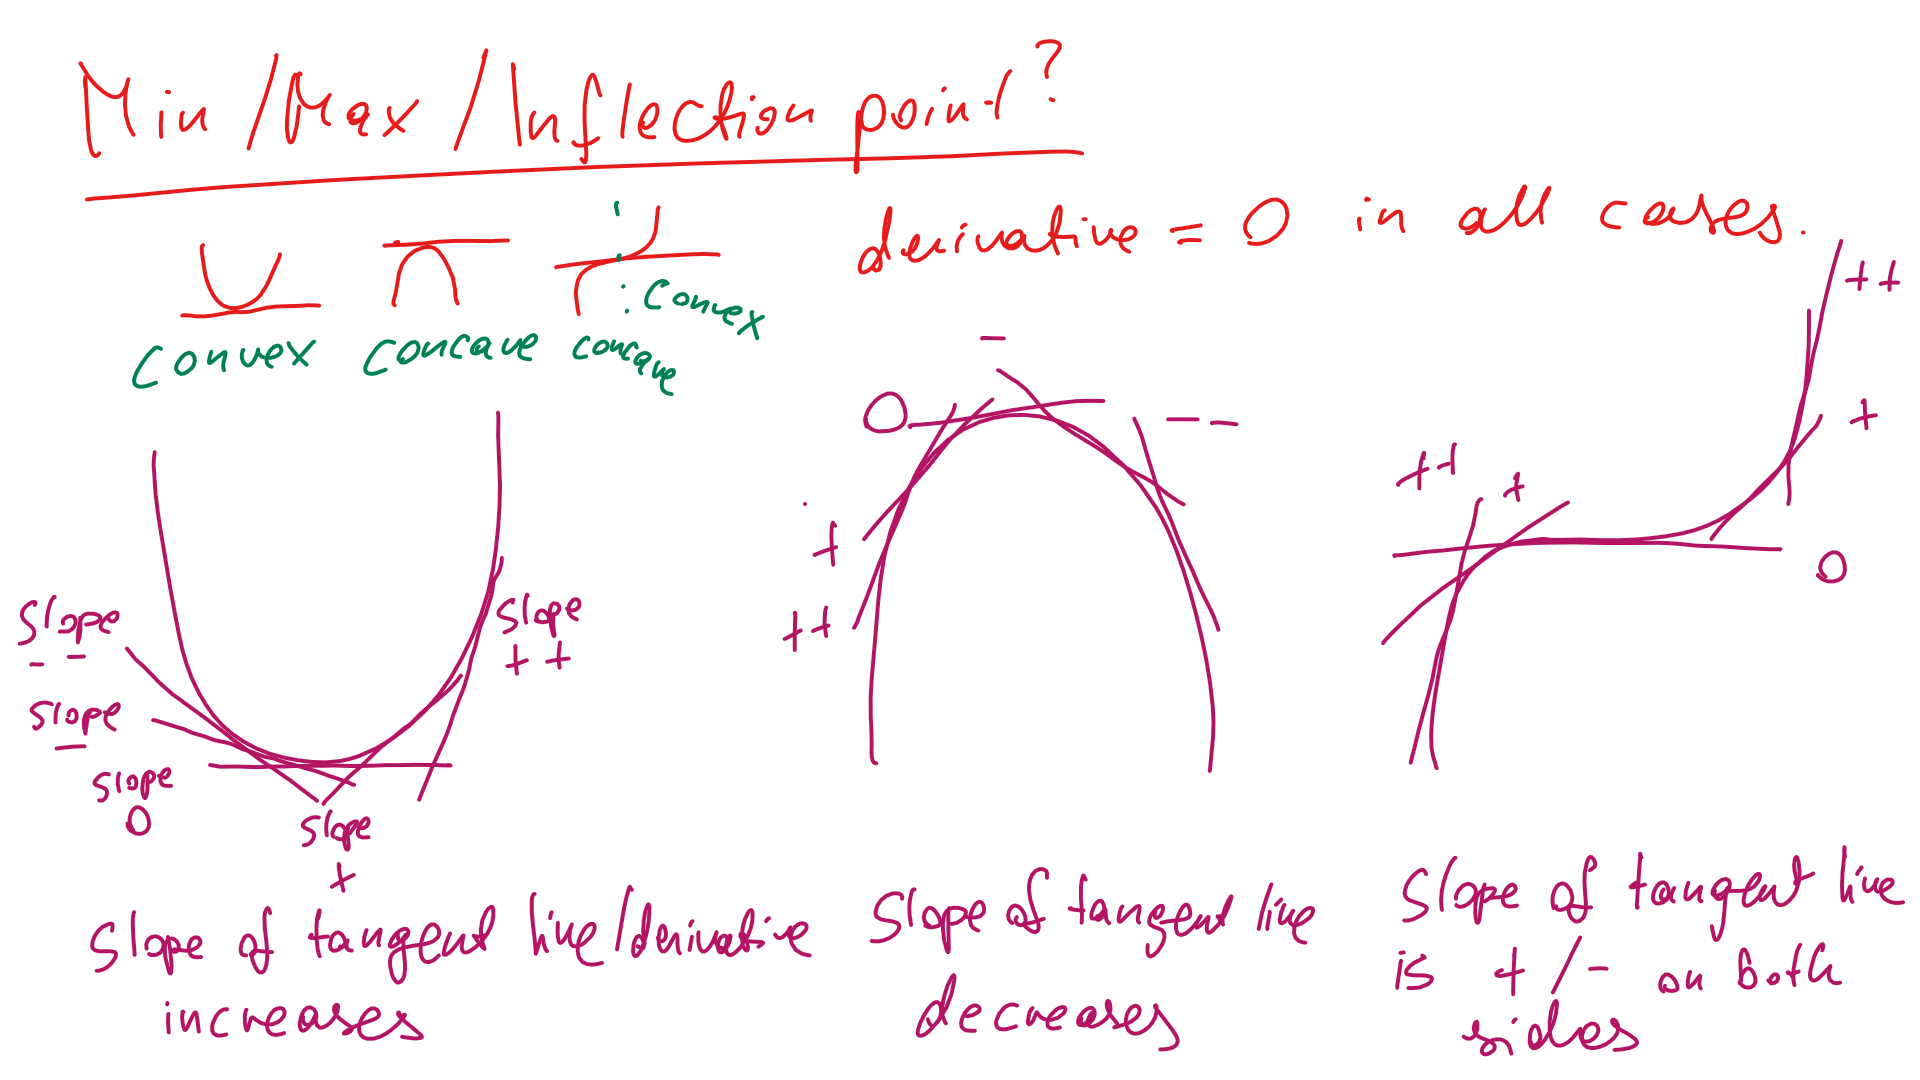 Min/Max/Inflection point?
derivative = 0 in all cases.
convex
concave
concave
convex
slope
- -
slope
-
slope
0
slope
+
slope
+ +
Slope of tangent line/derivative
increases
++
+
0
-
- -
Slope of tangent line
decreases
++
+
0
+
++
Slope of tangent line
is +/- on both
sides